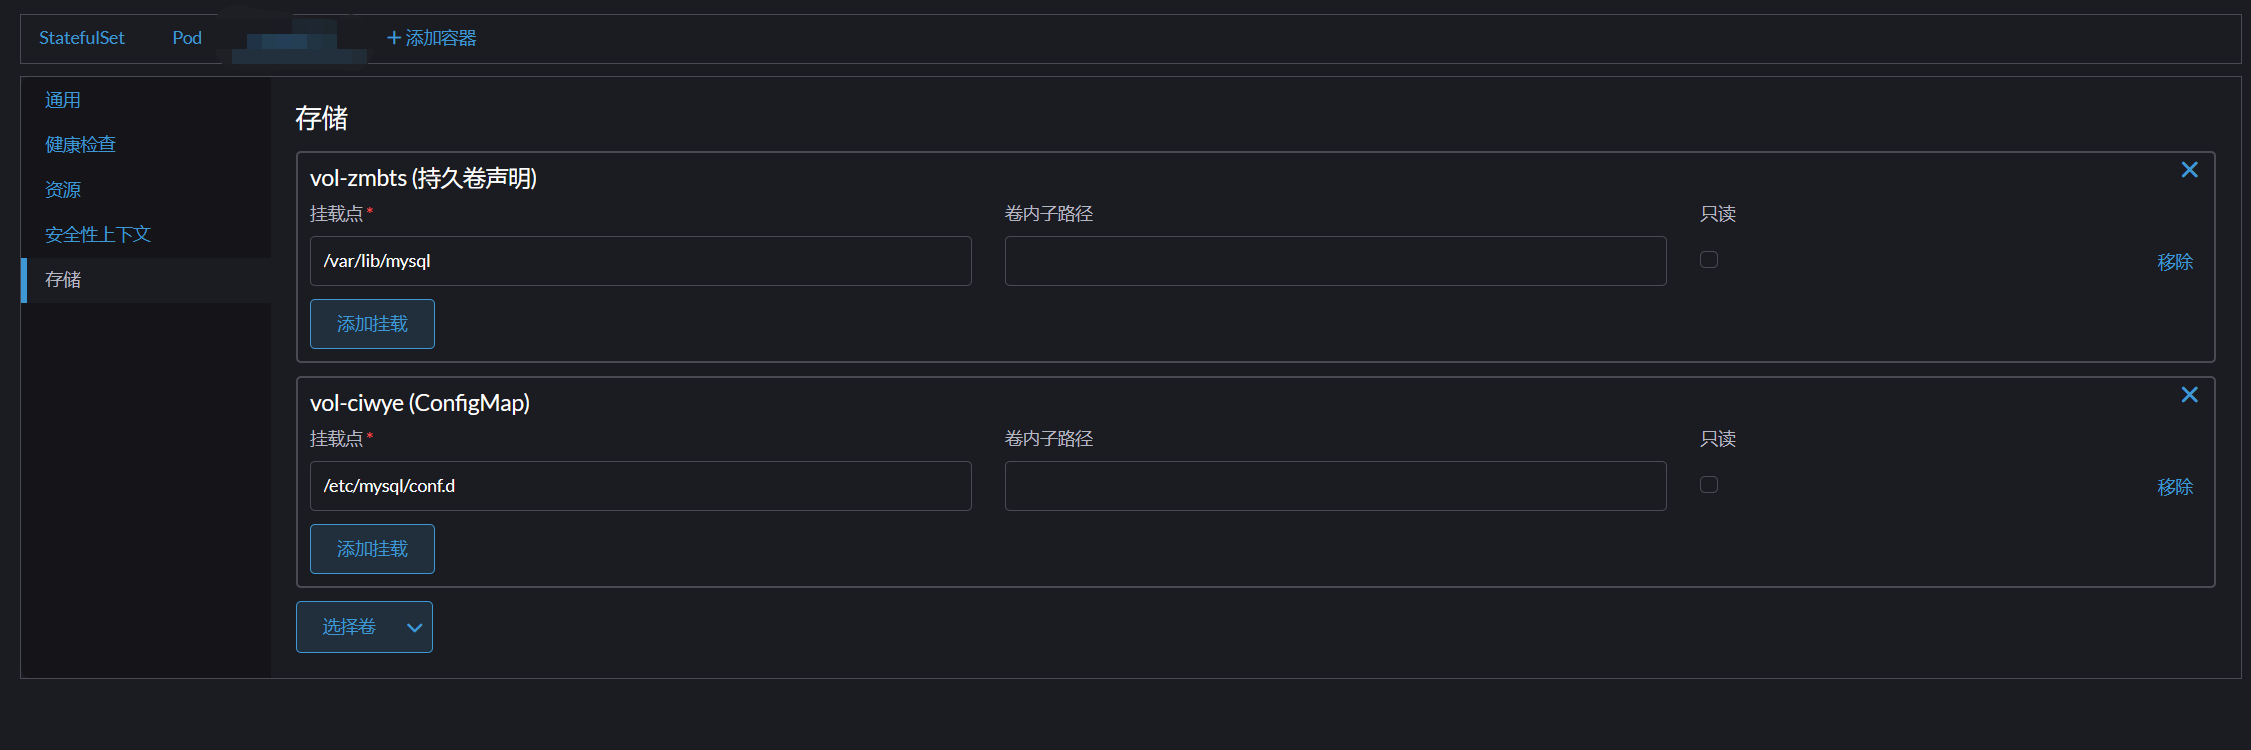 StatefulSet Pod + 添加容器
通用
健康检查
资源
安全性上下文
存储
存储
vol-zmbts (持久卷声明)
挂载点 * 卷内子路径 只读
/var/lib/mysql 移除
添加挂载
vol-ciwye (ConfigMap)
挂载点 * 卷内子路径 只读
/etc/mysql/conf.d 移除
添加挂载
选择卷